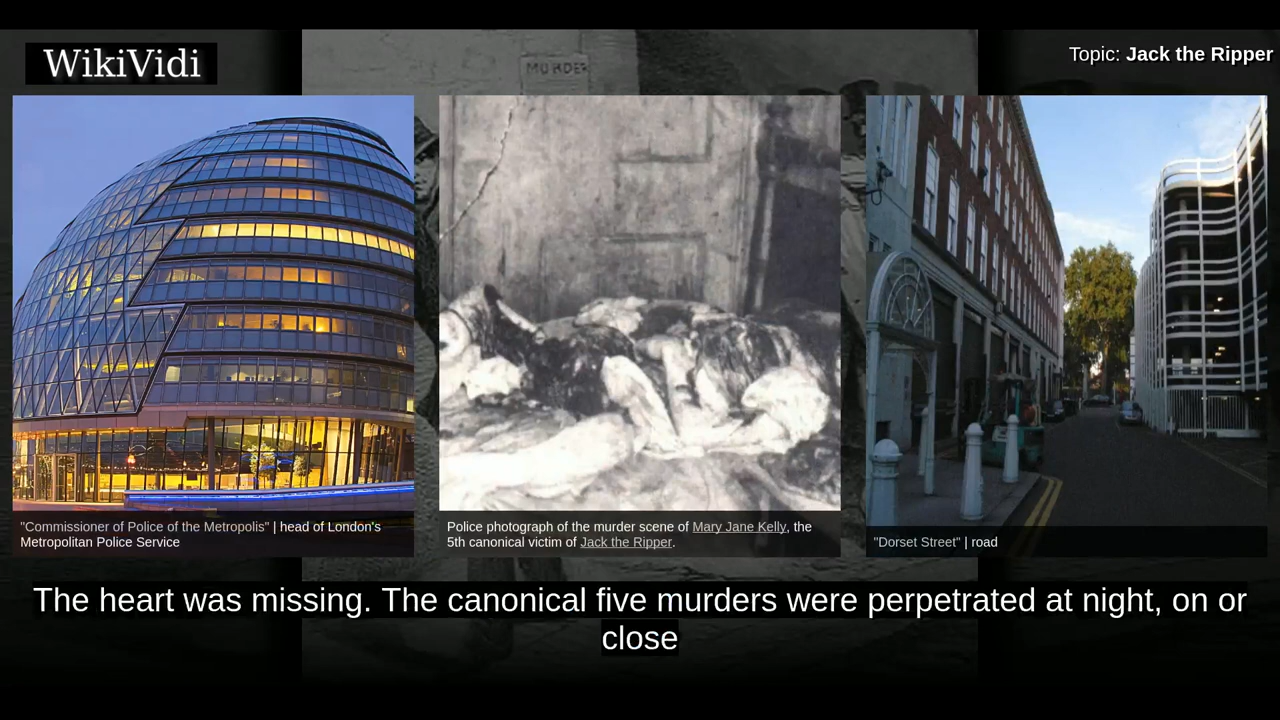 WikiVidi
Topic: Jack the Ripper
MURDER
"Commissioner of Police of the Metropolis" | head of London's
Metropolitan Police Service
Police photograph of the murder scene of Mary Jane Kelly, the
5th canonical victim of Jack the Ripper.
"Dorset Street" | road
The heart was missing. The canonical five murders were perpetrated at night, on or
close